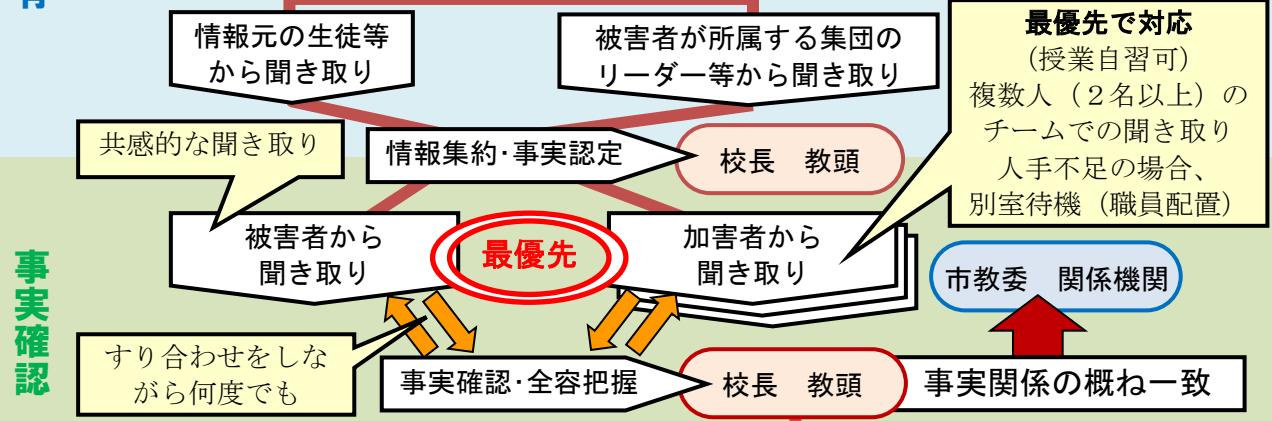 情報元の生徒等
から聞き取り
被害者が所属する集団の
リーダー等から聞き取り
最優先で対応
(授業自習可)
複数人（２名以上）の
チームでの聞き取り
人手不足の場合、
別室待機（職員配置）
共感的な聞き取り
情報集約･事実認定
校長　教頭
事実確認
被害者から
聞き取り
最優先
加害者から
聞き取り
市教委　関係機関
すり合わせをしな
がら何度でも
事実確認･全容把握
校長　教頭
事実関係の概ね一致